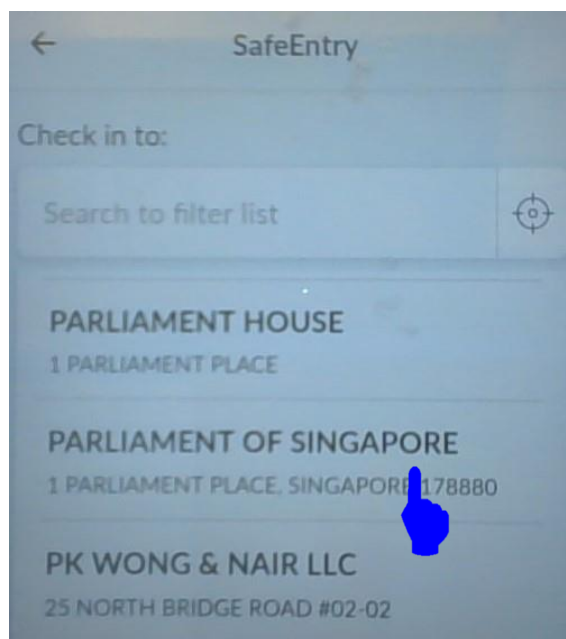 SafeEntry
Check in to:
Search to filter list
PARLIAMENT HOUSE
1 PARLIAMENT PLACE
PARLIAMENT OF SINGAPORE
1 PARLIAMENT PLACE, SINGAPORE 178880
PK WONG & NAIR LLC
25 NORTH BRIDGE ROAD #02-02